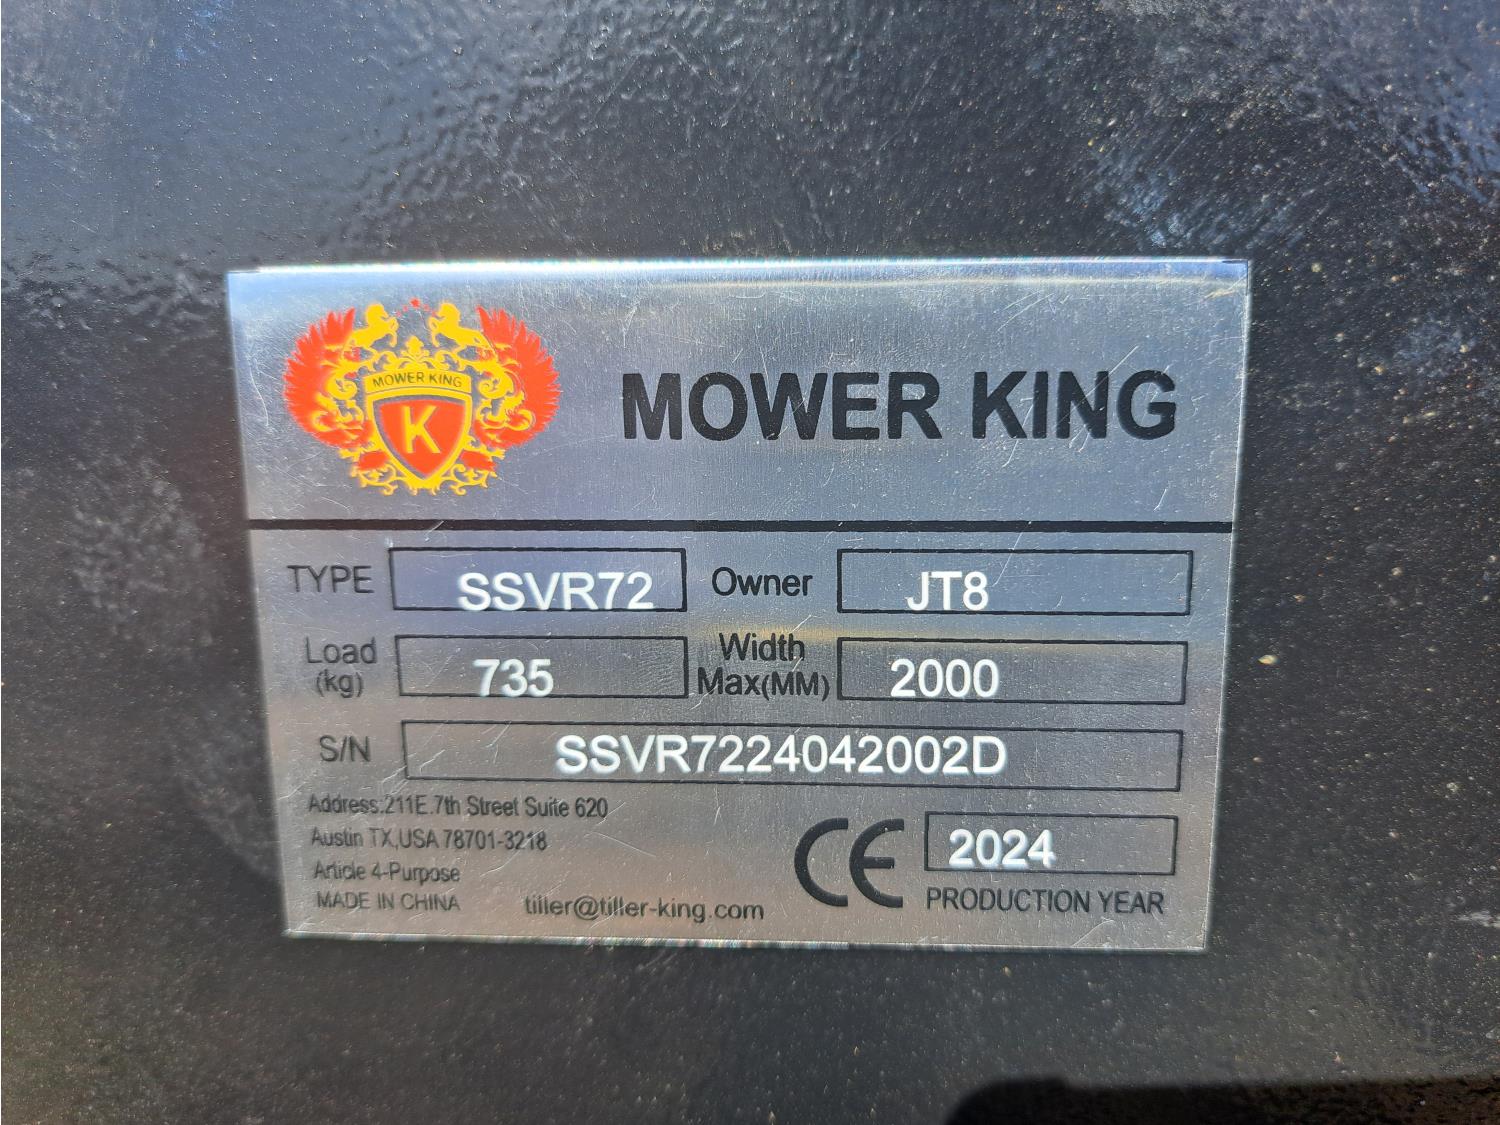 MOWER KING
K
MOWER KING
TYPE SSVR72 Owner JT8
Load (kg) 735 Width Max(MM) 2000
S/N SSVR7224042002D
Address:211E.7th Street Suite 620
Austin TX,USA 78701-3218
Article 4-Purpose
MADE IN CHINA
tiller@tiller-king.com
CE 2024
PRODUCTION YEAR